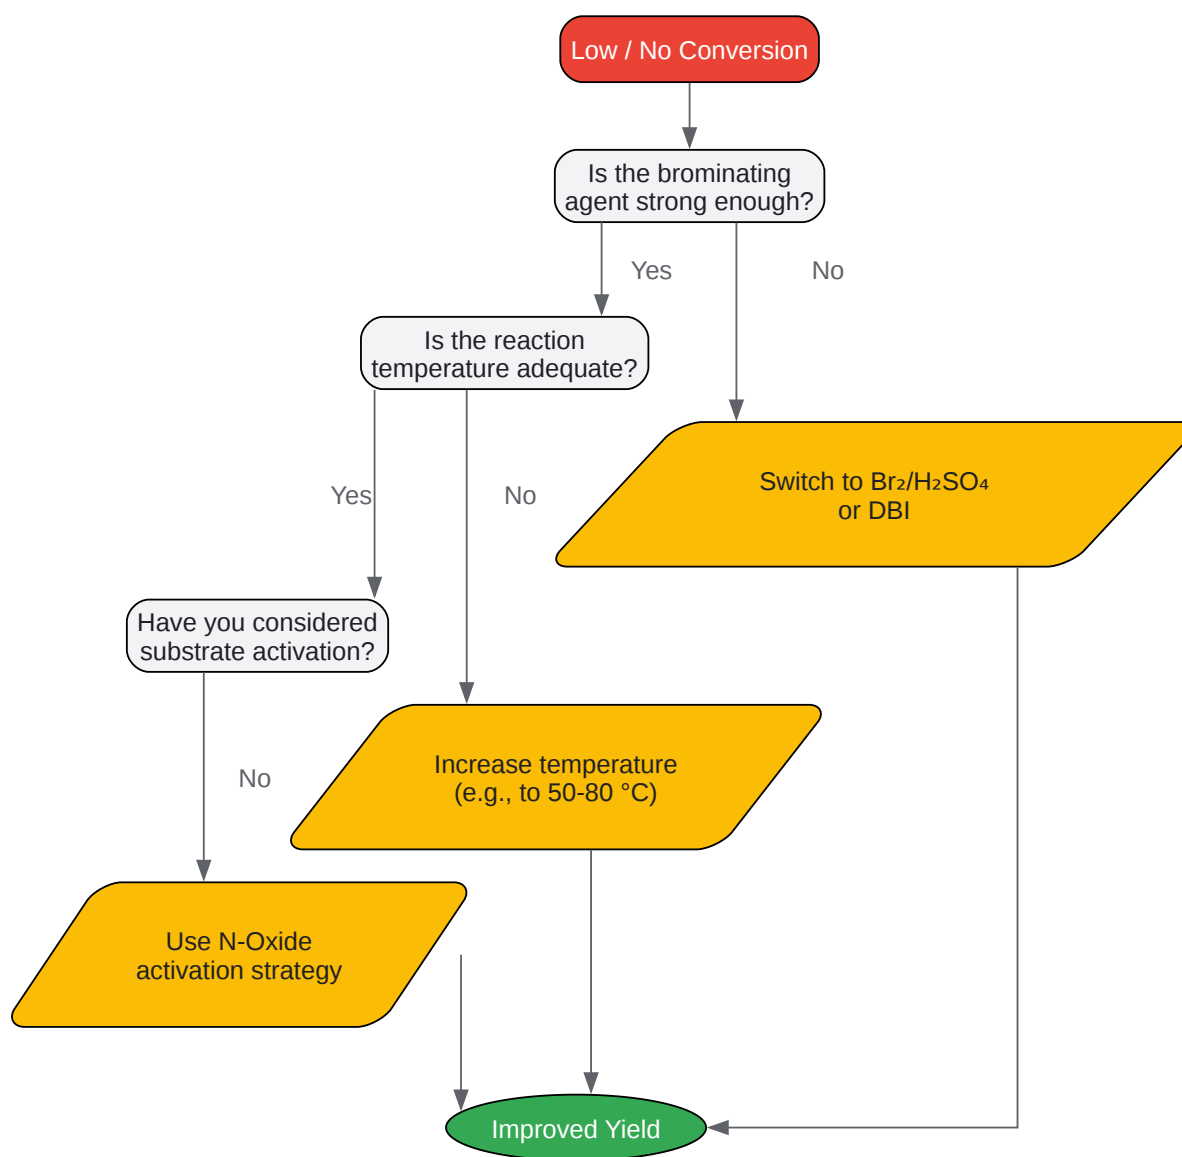 Low / No Conversion
Is the brominating
agent strong enough?
Yes
No
Is the reaction
temperature adequate?
Switch to Br₂/H₂SO₄
or DBI
Yes
No
Have you considered
substrate activation?
Increase temperature
(e.g., to 50-80 °C)
No
Use N-Oxide
activation strategy
Improved Yield